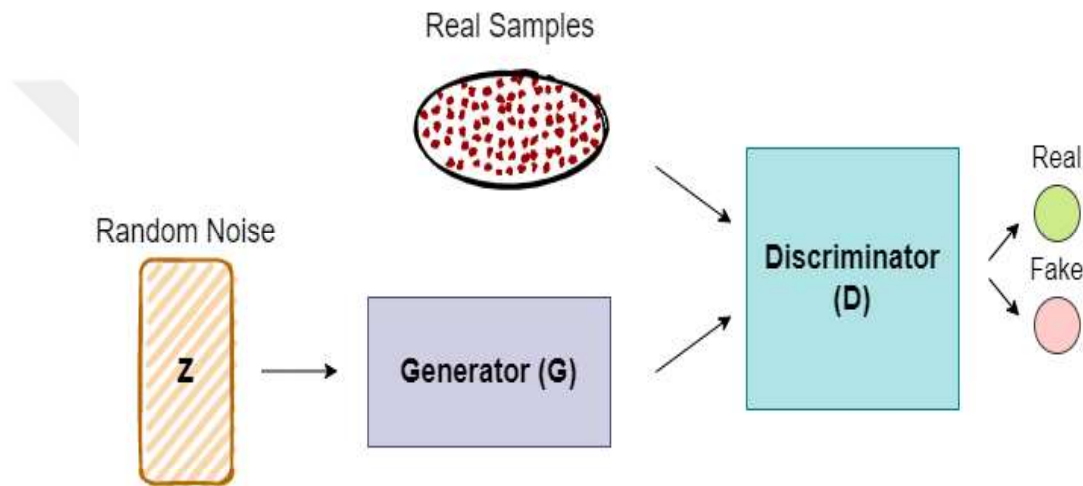 Real Samples
Random Noise
z
Generator (G)
Discriminator
(D)
Real
Fake